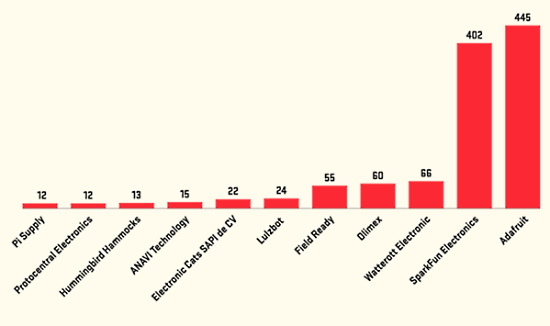 12
12
13
15
22
24
55
60
66
402
445
Pi Supply
Protocentral Electronics
Hummingbird Hammocks
ANAVI Technology
Electronic Cats SAPI de CV
Lulzbot
Field Ready
Olimex
Watterott Electronic
SparkFun Electronics
Adafruit